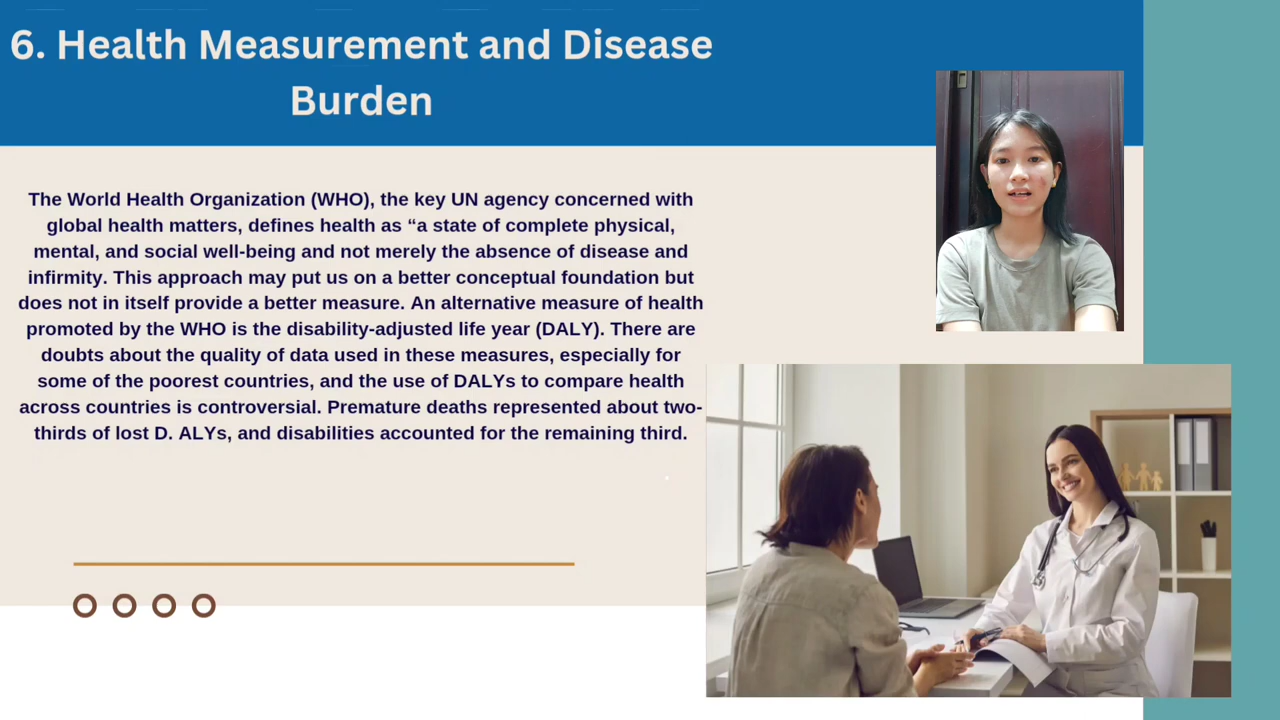 6. Health Measurement and Disease
Burden
The World Health Organization (WHO), the key UN agency concerned with
global health matters, defines health as “a state of complete physical,
mental, and social well-being and not merely the absence of disease and
infirmity. This approach may put us on a better conceptual foundation but
does not in itself provide a better measure. An alternative measure of health
promoted by the WHO is the disability-adjusted life year (DALY). There are
doubts about the quality of data used in these measures, especially for
some of the poorest countries, and the use of DALYs to compare health
across countries is controversial. Premature deaths represented about two-
thirds of lost D. ALYs, and disabilities accounted for the remaining third.